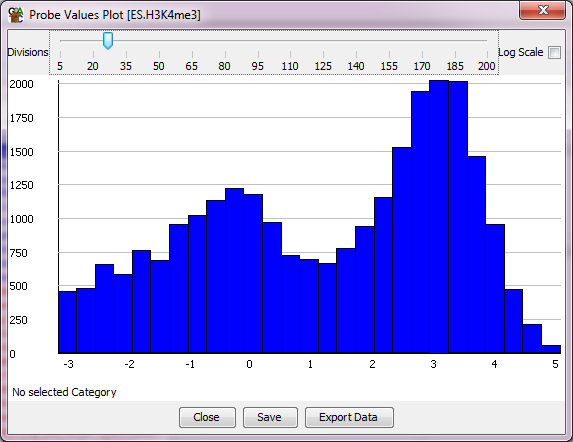 Probe Values Plot [ES.H3K4me3]
Divisions Log Scale
5 20 35 50 65 80 95 110 125 140 155 170 185 200
2000
1750
1500
1250
1000
750
500
250
0
-3 -2 -1 0 1 2 3 4 5
No selected Category
Close Save Export Data